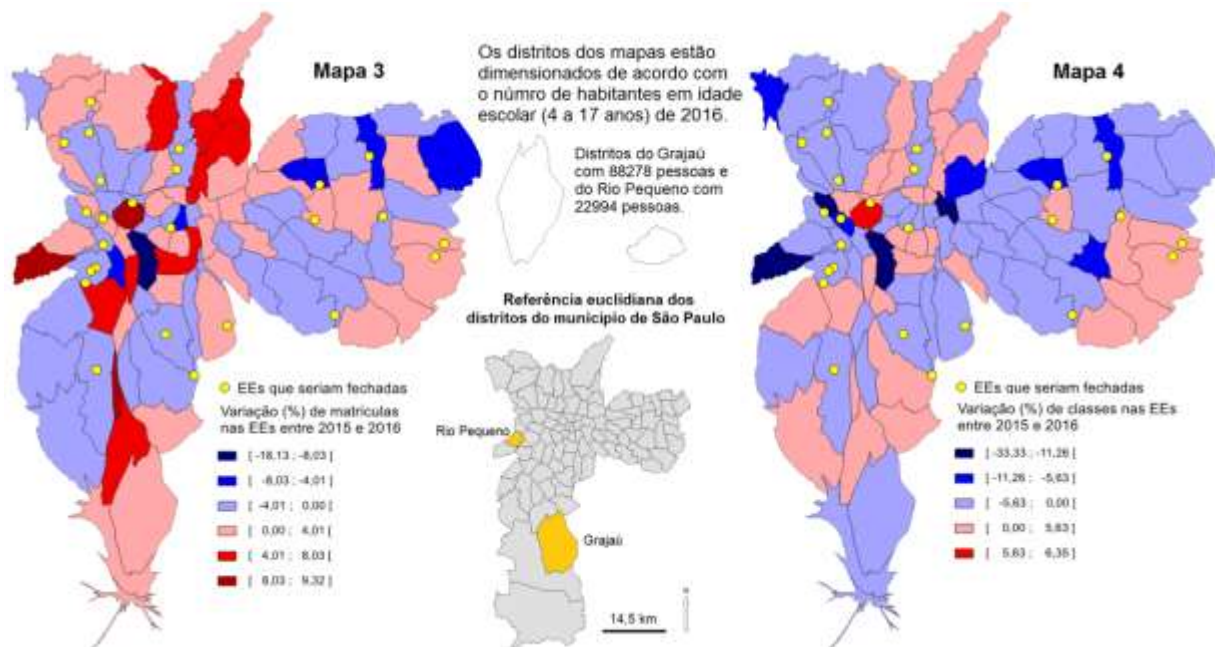 Mapa 3
Os distritos dos mapas estão
dimensionados de acordo com
o númro de habitantes em idade
escolar (4 a 17 anos) de 2016.
Distritos do Grajaú
com 88278 pessoas e
do Rio Pequeno com
22994 pessoas.
Mapa 4
Referência euclidiana dos
distritos do município de São Paulo
EEs que seriam fechadas
Variação (%) de matrículas
nas EEs entre 2015 e 2016
[ -18,13 ; -8,03 [
[ -8,03 ; -4,01 [
[ -4,01 ; 0,00 [
[ 0,00 ; 4,01 [
[ 4,01 ; 8,03 [
[ 8,03 ; 9,32 ]
Rio Pequeno
Grajaú
14,5 km
EEs que seriam fechadas
Variação (%) de classes nas EEs
entre 2015 e 2016
[ -33,33 ; -11,26 [
[ -11,26 ; -5,63 [
[ -5,63 ; 0,00 [
[ 0,00 ; 5,63 [
[ 5,63 ; 6,35 ]